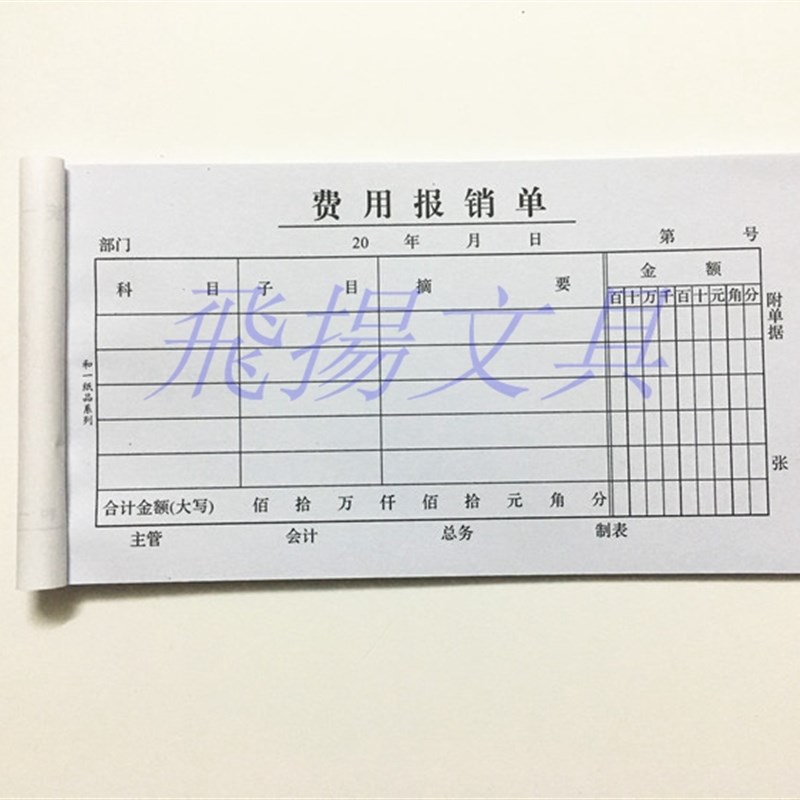 费用报销单
部门 20 年 月 日 第 号
科 目 子 目 摘 要 金 额
百十万千百十元角分
附单据 张
飛揚文具
和一纸品系列
合计金额(大写) 佰 拾 万 仟 佰 拾 元 角 分
主管 会计 总务 制表